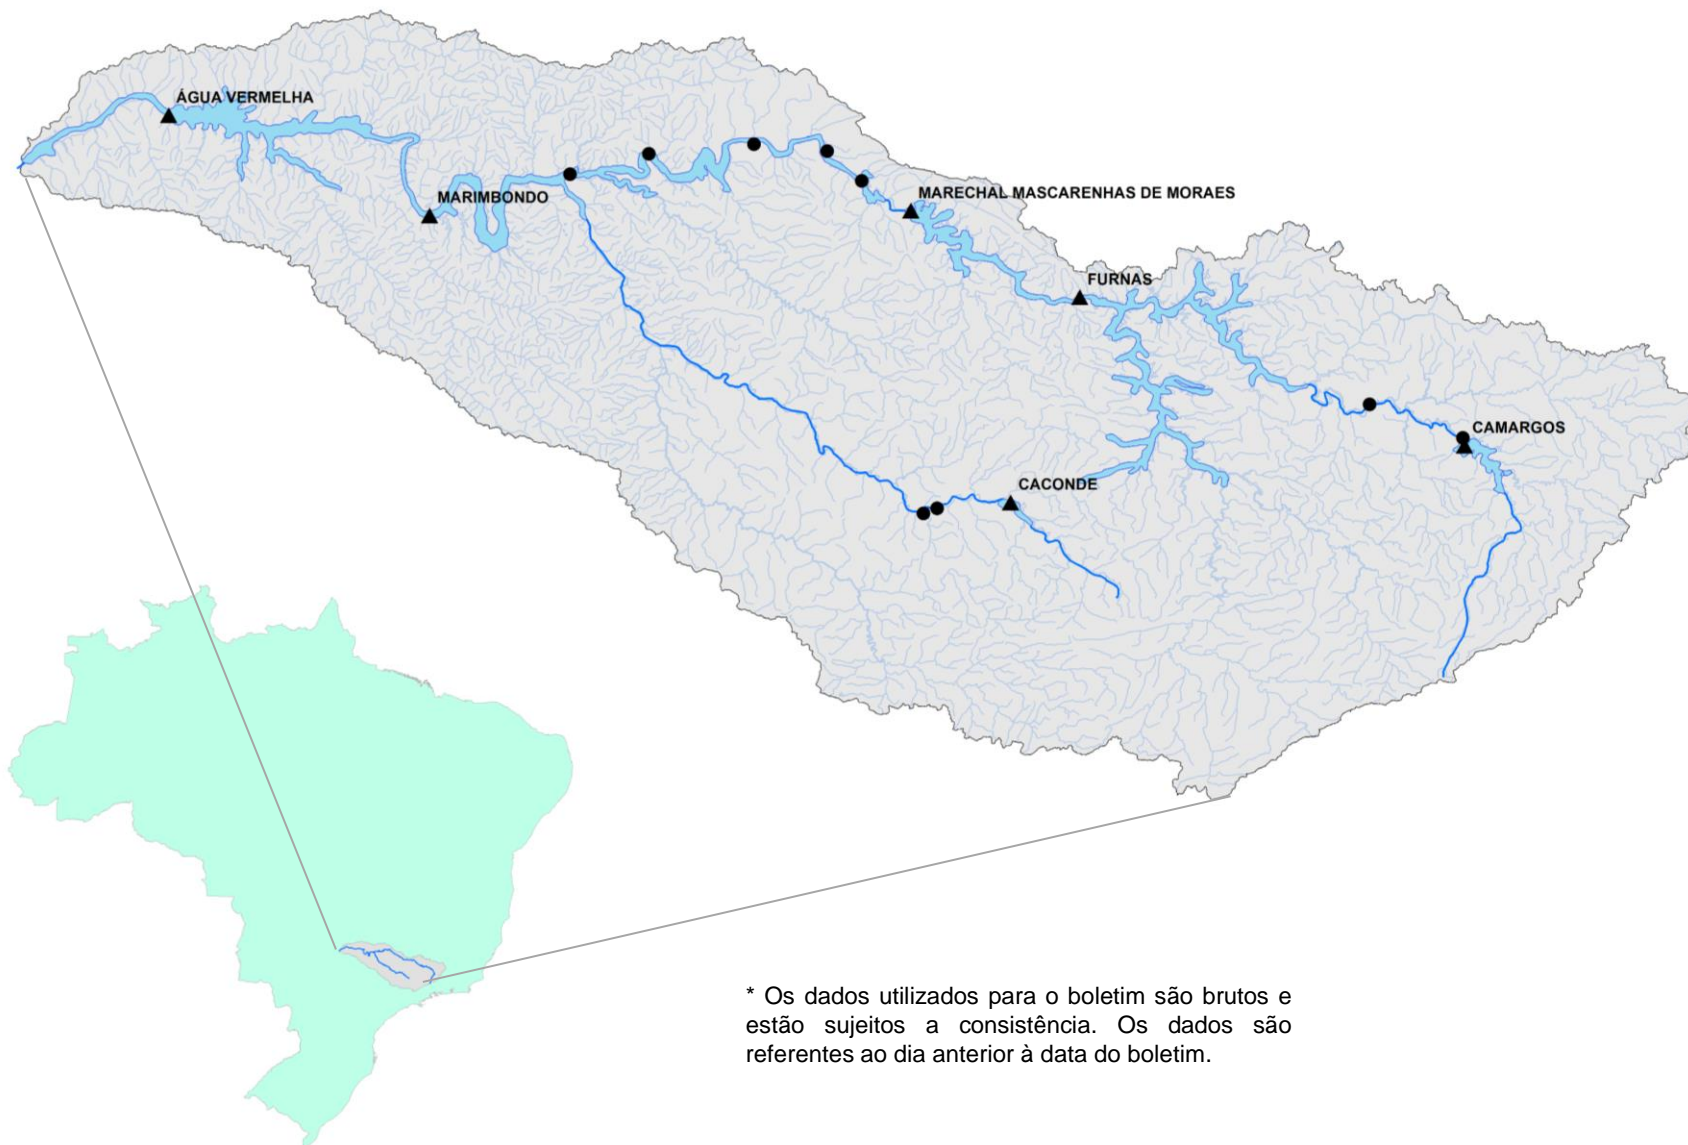 ÁGUA VERMELHA
MARIMBONDO
MARECHAL MASCARENHAS DE MORAES
FURNAS
CAMARGOS
CACONDE
* Os dados utilizados para o boletim são brutos e
estão sujeitos a consistência. Os dados são
referentes ao dia anterior à data do boletim.